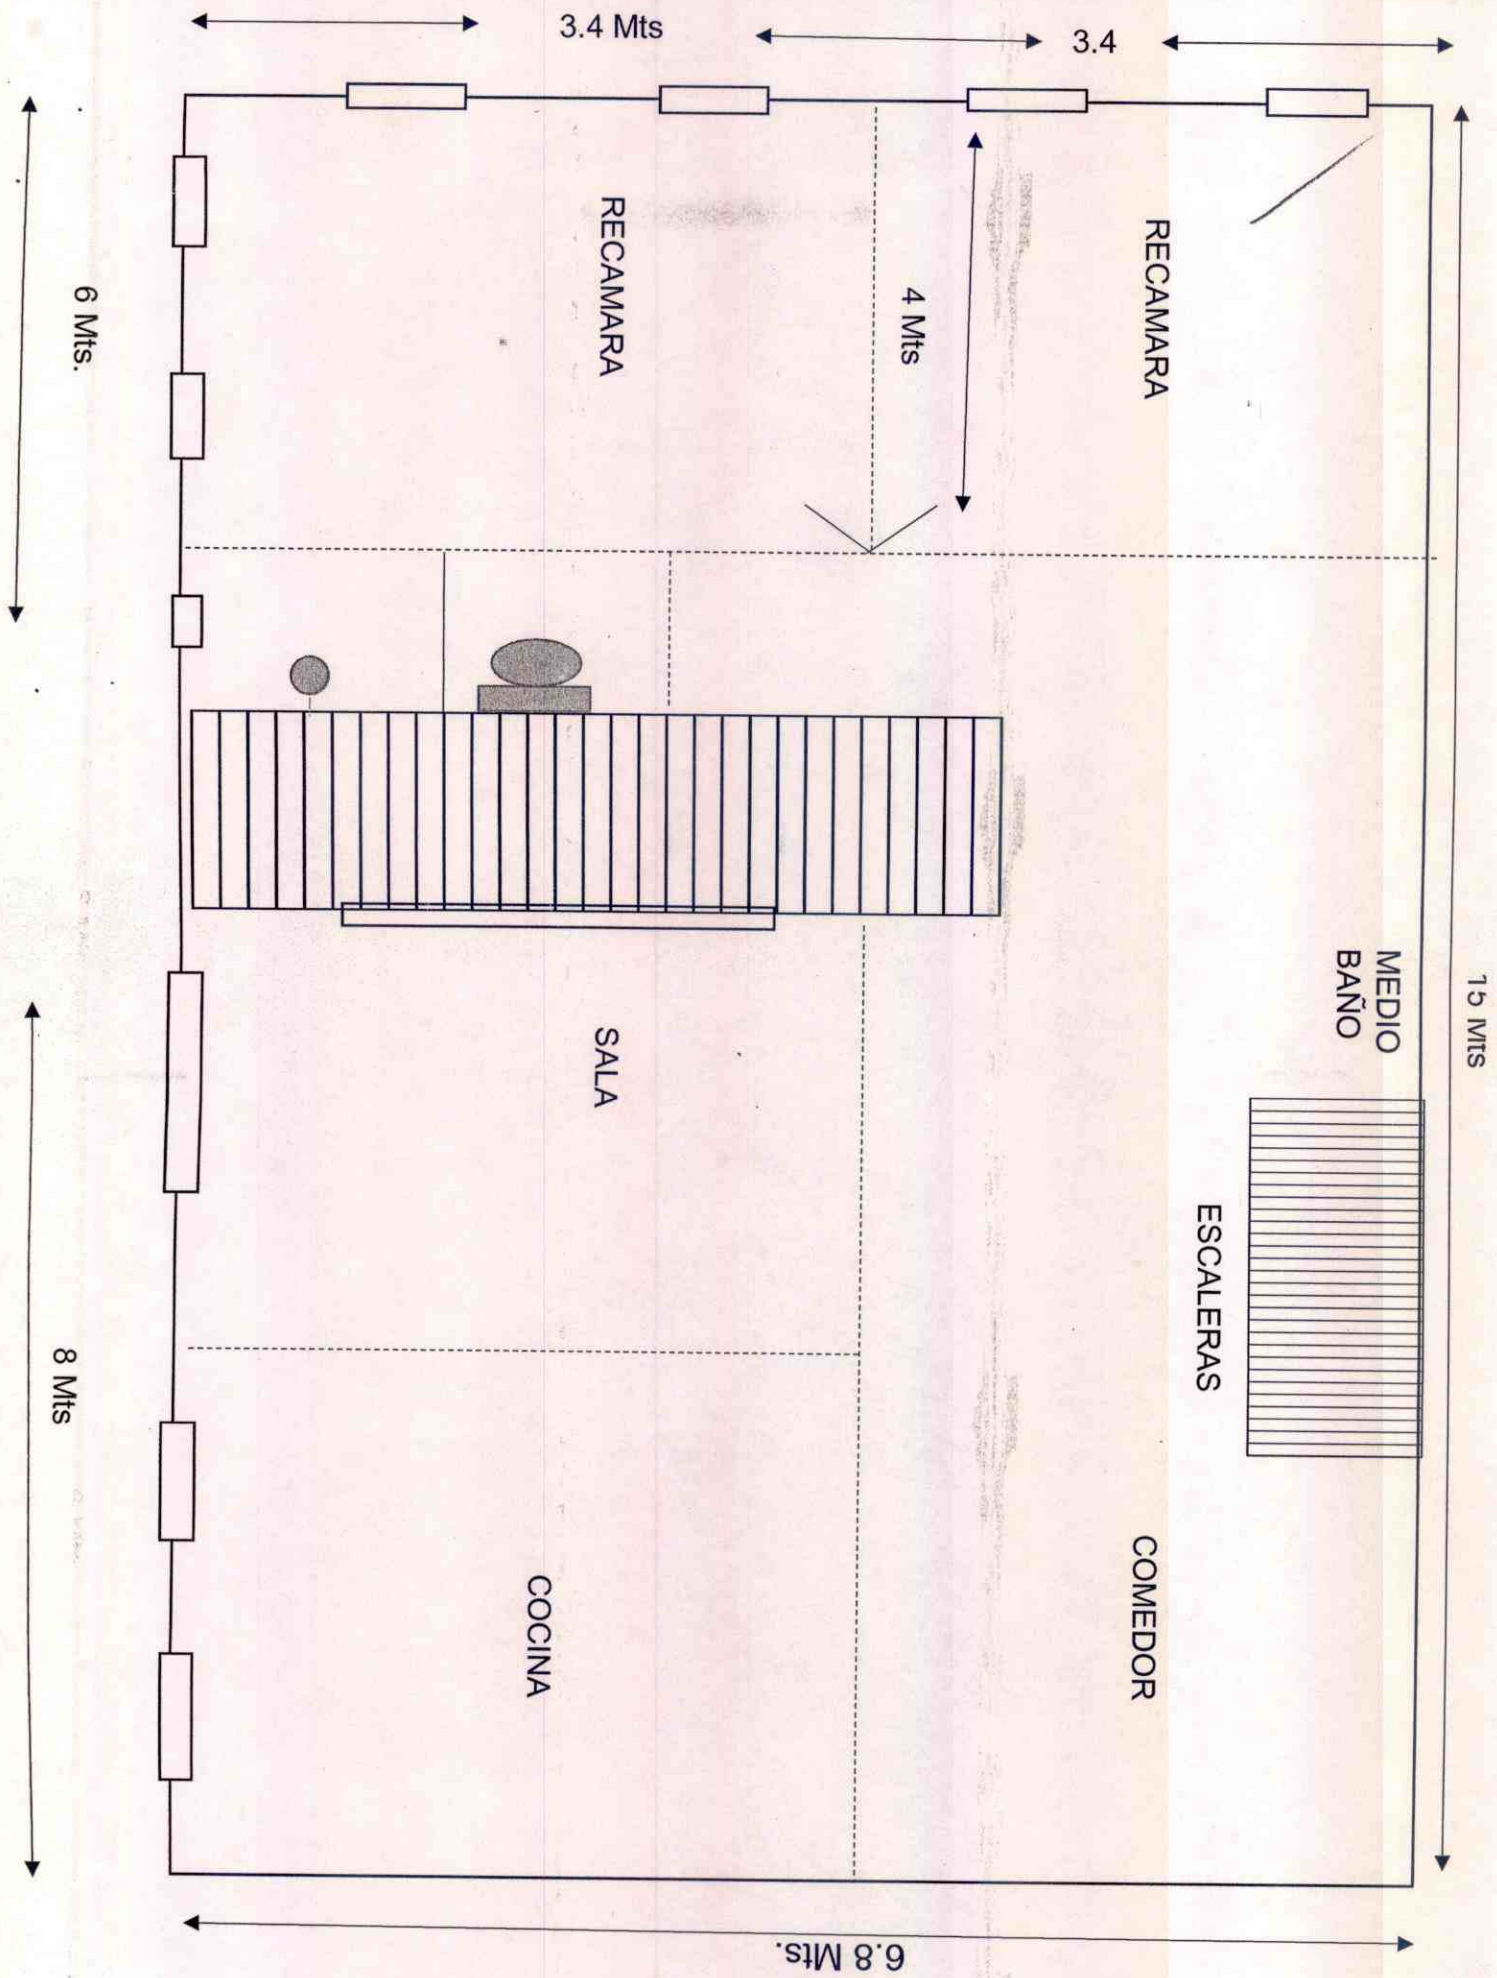 3.4 Mts
3.4
15 Mts
RECAMARA
RECAMARA
4 Mts
6 Mts.
MEDIO
BAÑO
ESCALERAS
SALA
COMEDOR
COCINA
8 Mts
6.8 Mts.